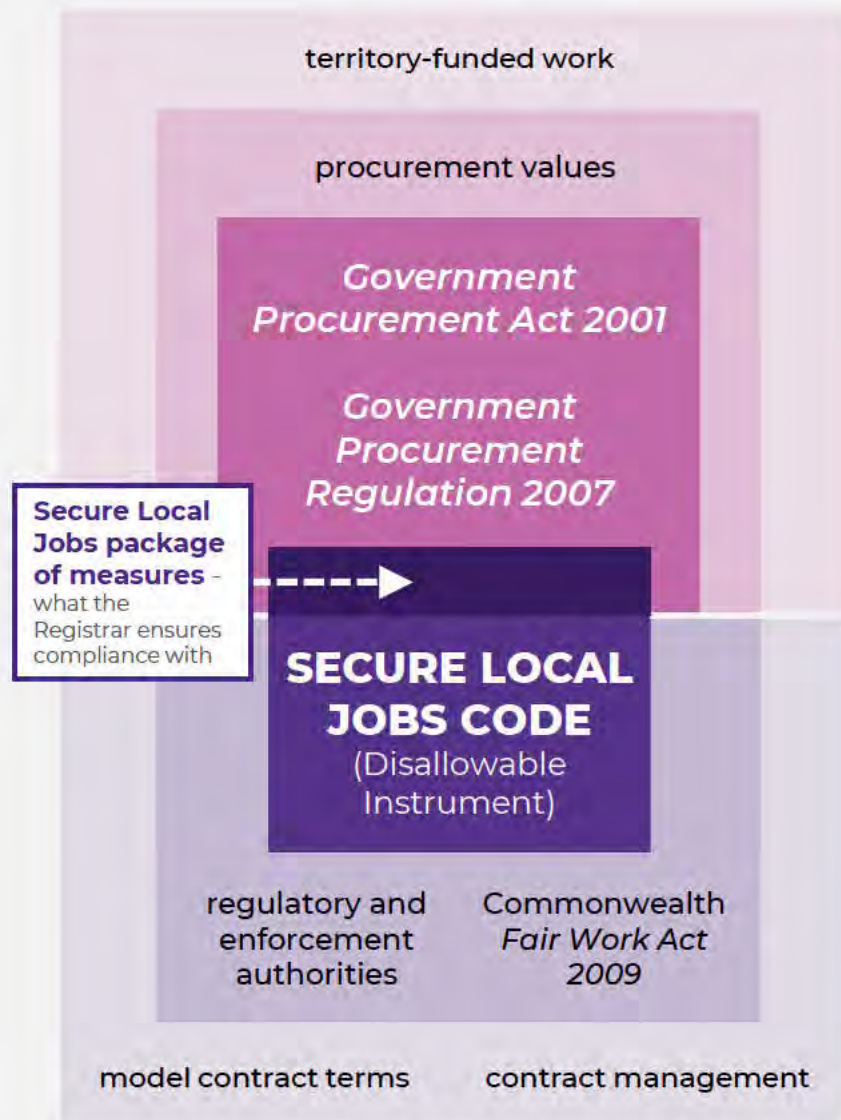 territory-funded work
procurement values
Government
Procurement Act 2001
Government
Procurement
Regulation 2007
Secure Local
Jobs package
of measures -
what the
Registrar ensures
compliance with
SECURE LOCAL
JOBS CODE
(Disallowable
Instrument)
regulatory and
enforcement
authorities
Commonwealth
Fair Work Act
2009
model contract terms
contract management